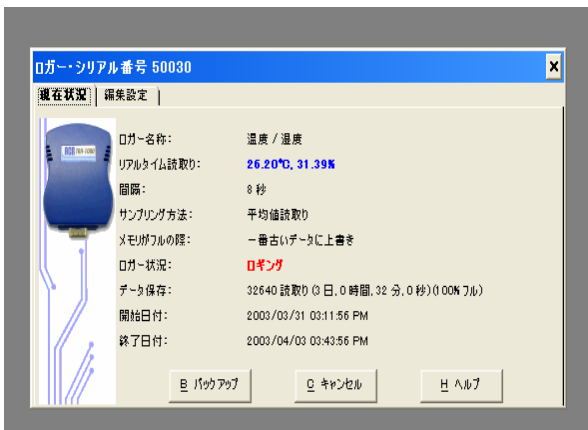 ロガー・シリアル番号 50030
現在状況
編集設定
ロガー名称： 温度 / 湿度
リアルタイム読取り： 26.20℃, 31.39%
間隔： 8 秒
サンプリング方法： 平均値読取り
メモリがフルの際： 一番古いデータに上書き
ロガー状況： ロギング
データ保存： 32640 読取り (3 日, 0 時間, 32 分, 0 秒) (100% フル)
開始日付： 2003/03/31 03:11:56 PM
終了日付： 2003/04/03 03:43:56 PM
B バックアップ
C キャンセル
H ヘルプ